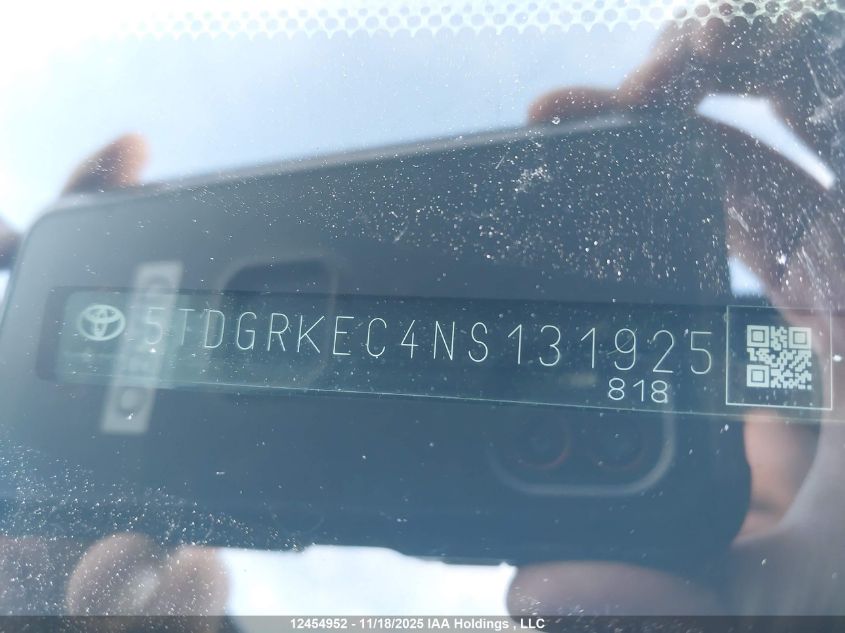 5TDGRKEC4NS131925
818
12454952 - 11/18/2025 IAA Holdings , LLC